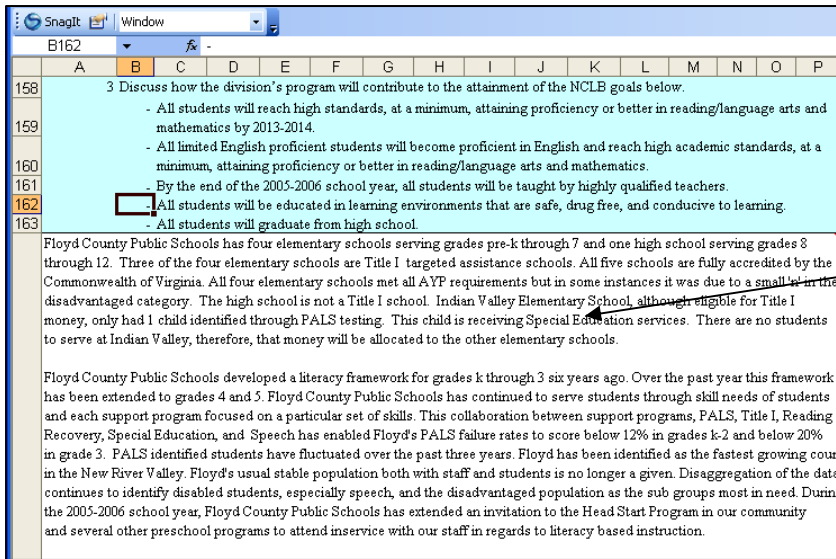 SnagIt Window
B162 fx -
A B C D E F G H I J K L M N O P
158 3 Discuss how the division's program will contribute to the attainment of the NCLB goals below.
- All students will reach high standards, at a minimum, attaining proficiency or better in reading/language arts and
159 mathematics by 2013-2014.
- All limited English proficient students will become proficient in English and reach high academic standards, at a
160 minimum, attaining proficiency or better in reading/language arts and mathematics.
161 - By the end of the 2005-2006 school year, all students will be taught by highly qualified teachers.
162 - All students will be educated in learning environments that are safe, drug free, and conducive to learning.
163 - All students will graduate from high school.
Floyd County Public Schools has four elementary schools serving grades pre-k through 7 and one high school serving grades 8
through 12. Three of the four elementary schools are Title I targeted assistance schools. All five schools are fully accredited by the
Commonwealth of Virginia. All four elementary schools met all AYP requirements but in some instances it was due to a small 'n' in the
disadvantaged category. The high school is not a Title I school. Indian Valley Elementary School, although eligible for Title I
money, only had 1 child identified through PALS testing. This child is receiving Special Education services. There are no students
to serve at Indian Valley, therefore, that money will be allocated to the other elementary schools.
Floyd County Public Schools developed a literacy framework for grades k through 3 six years ago. Over the past year this framework
has been extended to grades 4 and 5. Floyd County Public Schools has continued to serve students through skill needs of students
and each support program focused on a particular set of skills. This collaboration between support programs, PALS, Title I, Reading
Recovery, Special Education, and Speech has enabled Floyd's PALS failure rates to score below 12% in grades k-2 and below 20%
in grade 3. PALS identified students have fluctuated over the past three years. Floyd has been identified as the fastest growing cour
in the New River Valley. Floyd's usual stable population both with staff and students is no longer a given. Disaggregation of the data
continues to identify disabled students, especially speech, and the disadvantaged population as the sub groups most in need. Durin
the 2005-2006 school year, Floyd County Public Schools has extended an invitation to the Head Start Program in our community
and several other preschool programs to attend inservice with our staff in regards to literacy based instruction.